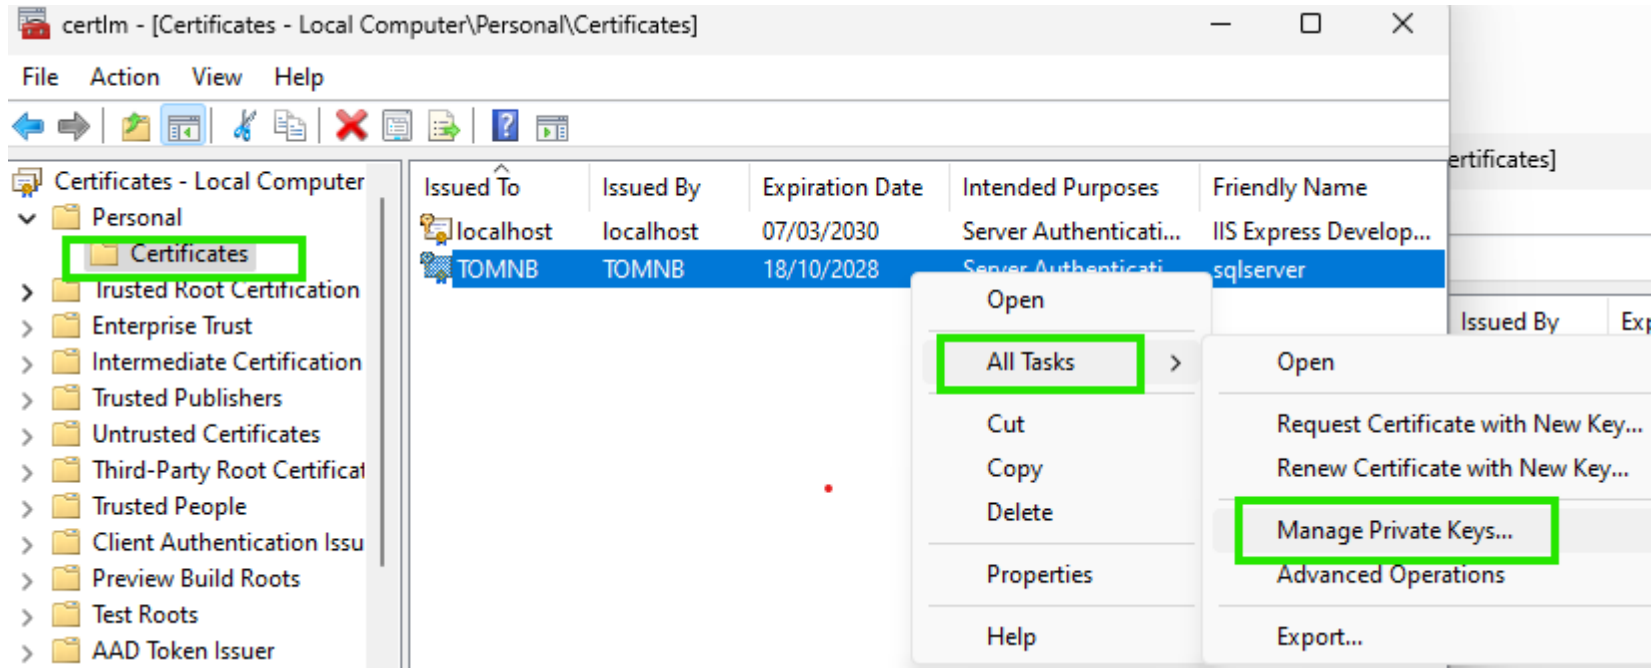 certlm - [Certificates - Local Computer\Personal\Certificates]
File Action View Help
ertificates]
Certificates - Local Computer
Personal
Certificates
Trusted Root Certification
Enterprise Trust
Intermediate Certification
Trusted Publishers
Untrusted Certificates
Third-Party Root Certificat
Trusted People
Client Authentication Issu
Preview Build Roots
Test Roots
AAD Token Issuer
Issued To Issued By Expiration Date Intended Purposes Friendly Name
localhost localhost 07/03/2030 Server Authenticati... IIS Express Develop...
TOMNB TOMNB 18/10/2028 Server Authenticati sqlserver
Issued By Exp
Open
All Tasks
Cut
Copy
Delete
Properties
Help
Open
Request Certificate with New Key...
Renew Certificate with New Key...
Manage Private Keys...
Advanced Operations
Export...